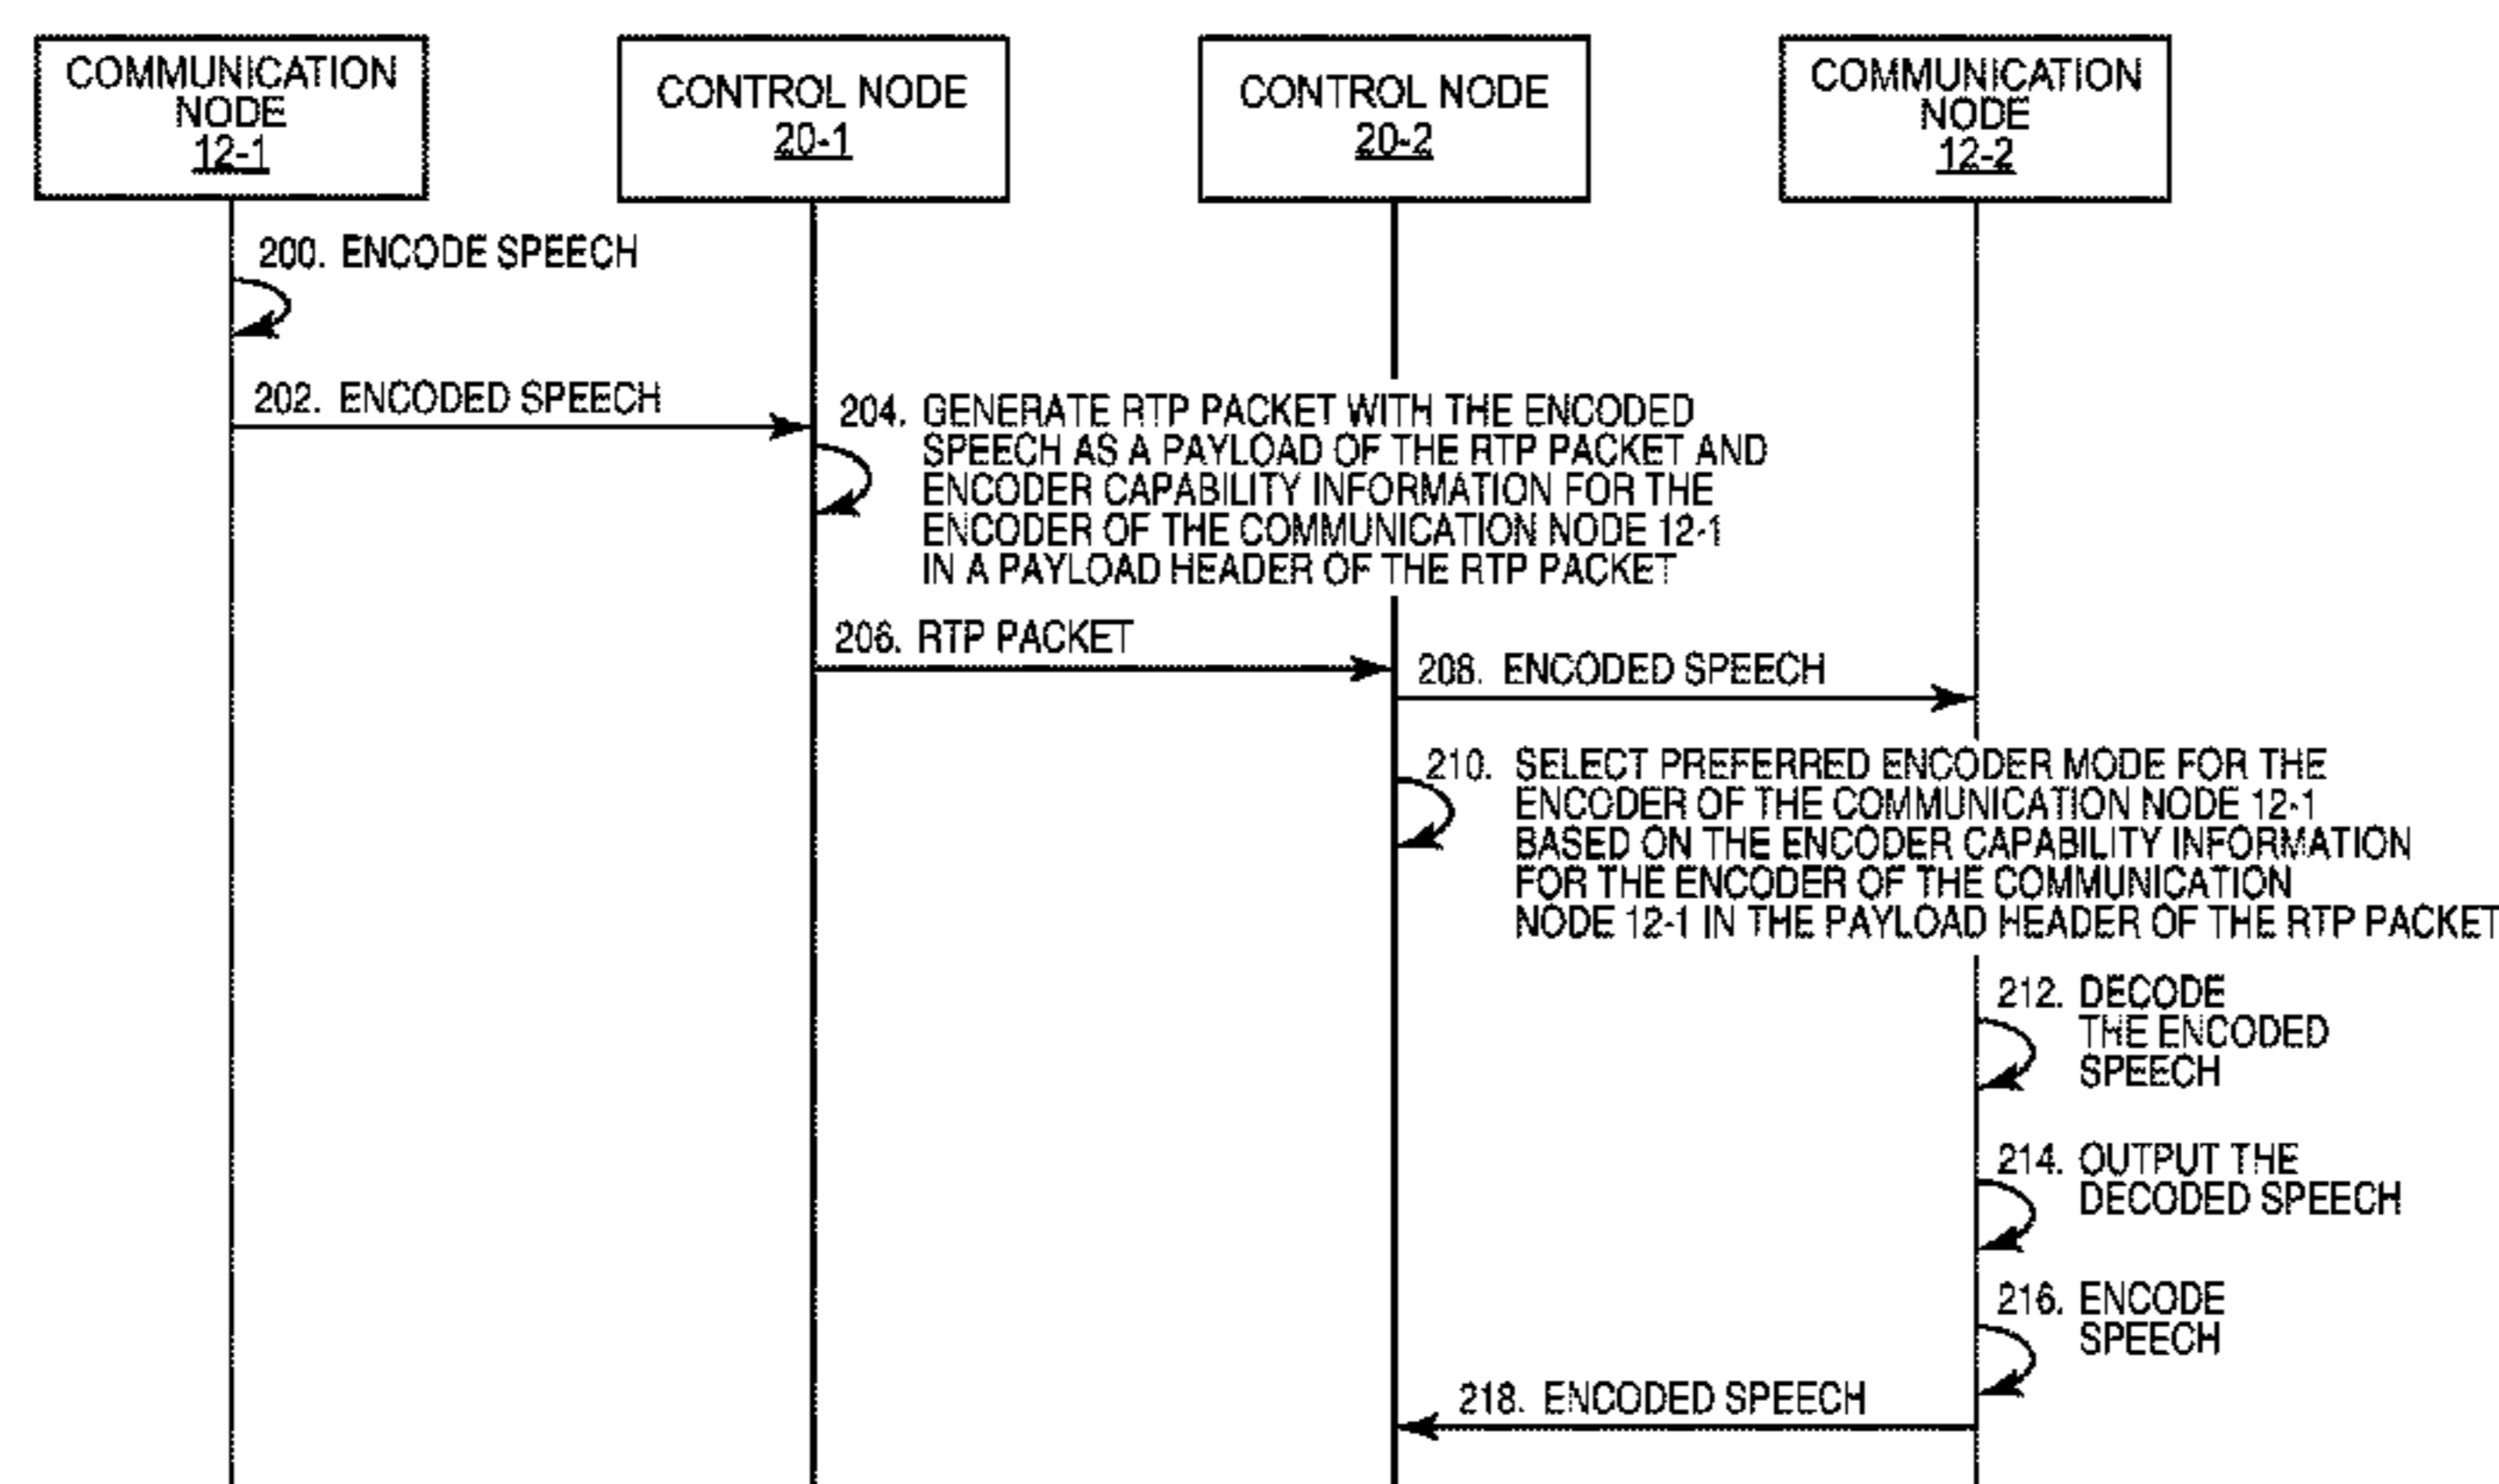 COMMUNICATION
NODE
12-1
CONTROL NODE
20-1
CONTROL NODE
20-2
COMMUNICATION
NODE
12-2
200. ENCODE SPEECH
202. ENCODED SPEECH
204. GENERATE RTP PACKET WITH THE ENCODED
SPEECH AS A PAYLOAD OF THE RTP PACKET AND
ENCODER CAPABILITY INFORMATION FOR THE
ENCODER OF THE COMMUNICATION NODE 12-1
IN A PAYLOAD HEADER OF THE RTP PACKET
206. RTP PACKET
208. ENCODED SPEECH
210. SELECT PREFERRED ENCODER MODE FOR THE
ENCODER OF THE COMMUNICATION NODE 12-1
BASED ON THE ENCODER CAPABILITY INFORMATION
FOR THE ENCODER OF THE COMMUNICATION
NODE 12-1 IN THE PAYLOAD HEADER OF THE RTP PACKET
212. DECODE
THE ENCODED
SPEECH
214. OUTPUT THE
DECODED SPEECH
216. ENCODE
SPEECH
218. ENCODED SPEECH